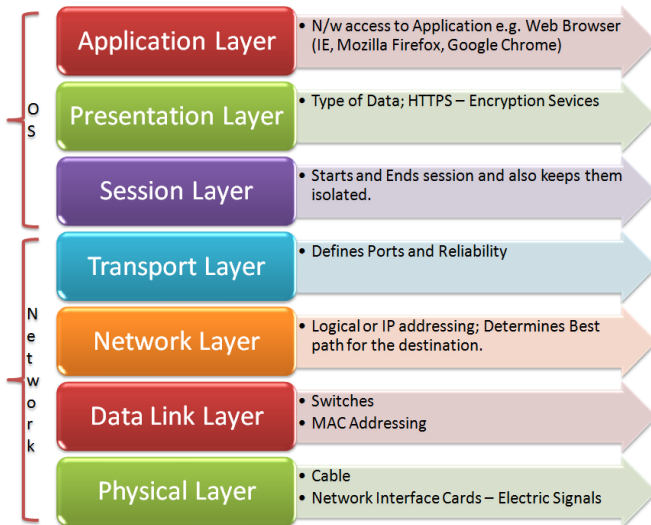 OS
Application Layer
• N/w access to Application e.g. Web Browser
(IE, Mozilla Firefox, Google Chrome)
Presentation Layer
• Type of Data; HTTPS – Encryption Sevices
Session Layer
• Starts and Ends session and also keeps them
isolated.
Network
Transport Layer
• Defines Ports and Reliability
Network Layer
• Logical or IP addressing; Determines Best
path for the destination.
Data Link Layer
• Switches
• MAC Addressing
Physical Layer
• Cable
• Network Interface Cards – Electric Signals